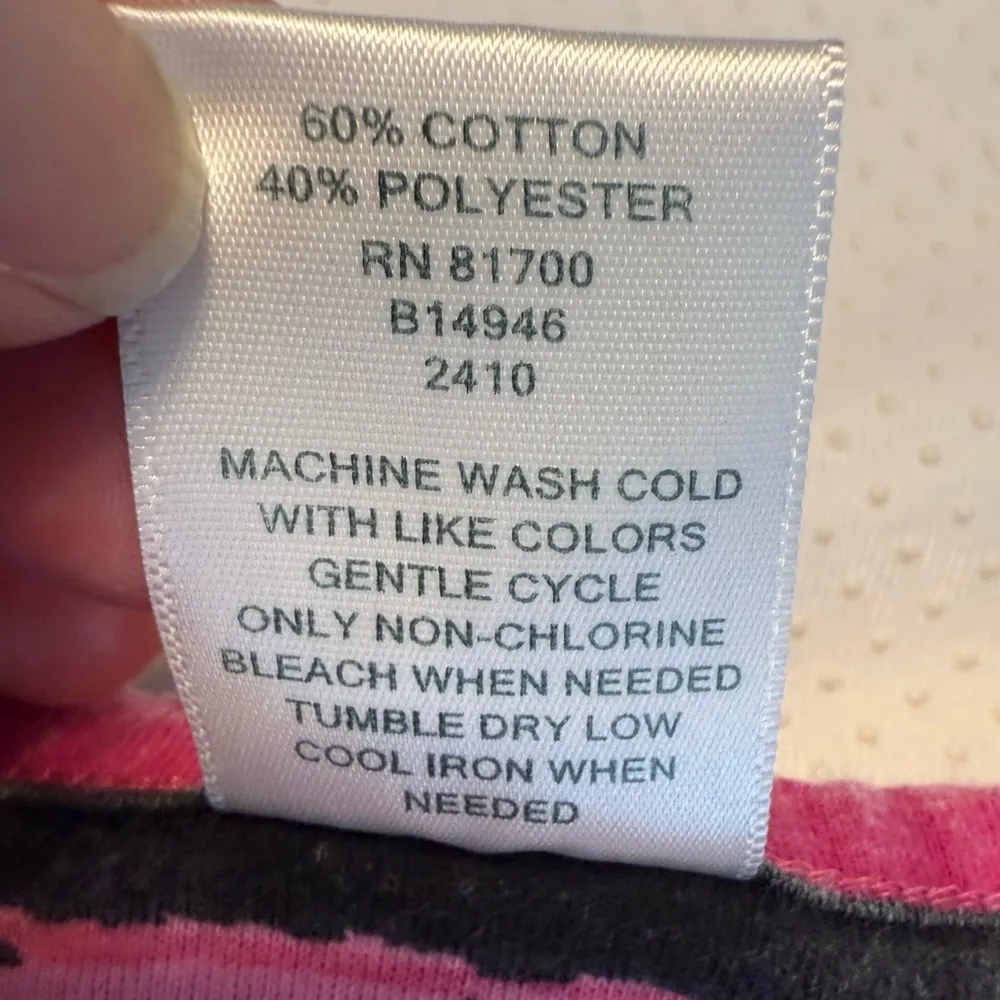 60% COTTON
40% POLYESTER
RN 81700
B14946
2410
MACHINE WASH COLD
WITH LIKE COLORS
GENTLE CYCLE
ONLY NON-CHLORINE
BLEACH WHEN NEEDED
TUMBLE DRY LOW
COOL IRON WHEN
NEEDED